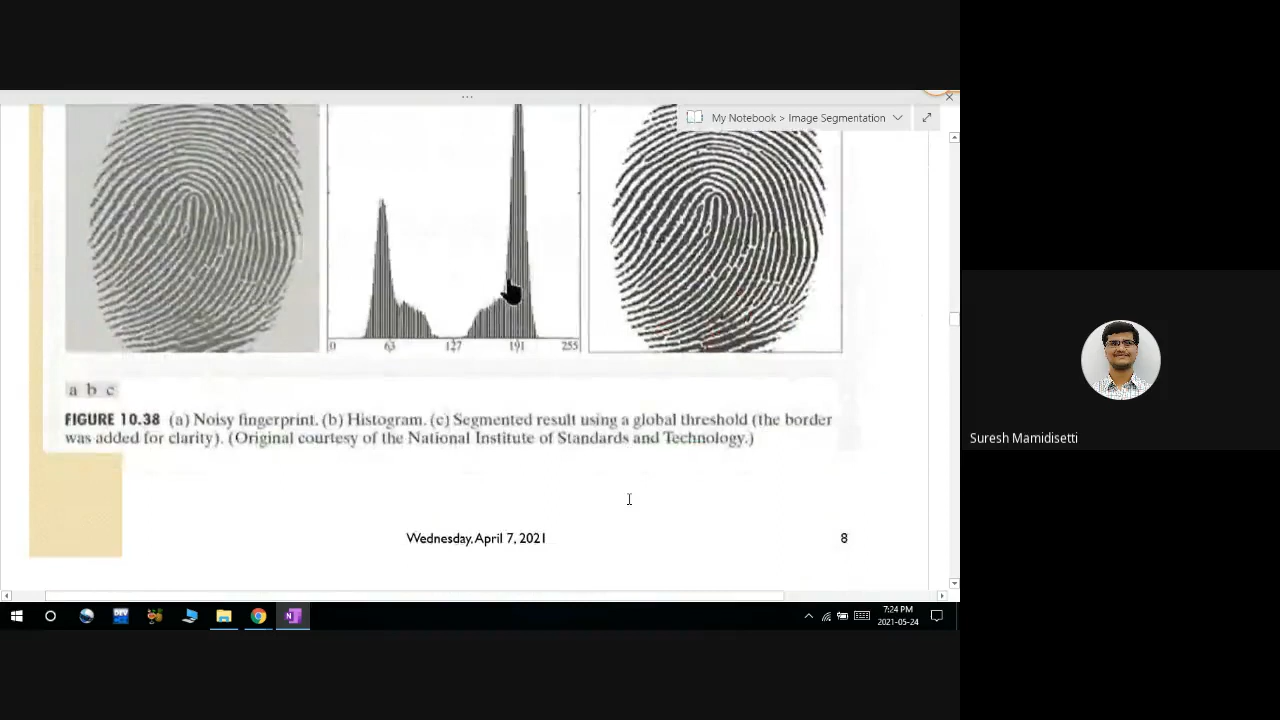 ...
My Notebook > Image Segmentation
0 63 127 191 255
a b c
FIGURE 10.38 (a) Noisy fingerprint. (b) Histogram. (c) Segmented result using a global threshold (the border
was added for clarity). (Original courtesy of the National Institute of Standards and Technology.)
Suresh Mamidisetti
Wednesday, April 7, 2021 8
DEV
N
7:24 PM
2021-05-24